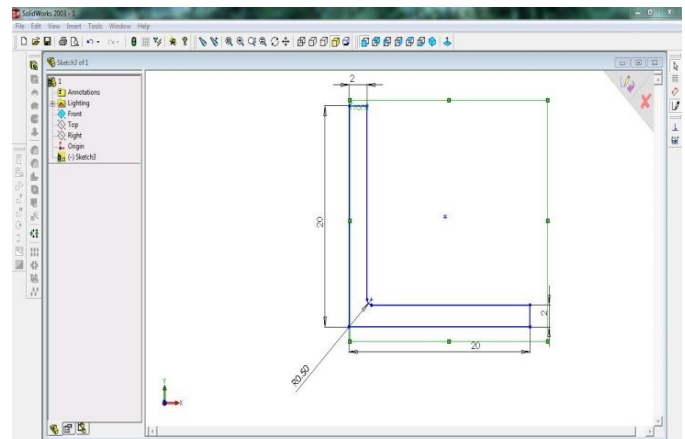 SolidWorks 2003 - 1
File Edit View Insert Tools Window Help
Sketch3 of 1
1
Annotations
Lighting
Front
Top
Right
Origin
(-) Sketch3
2
Front
20
2
20
R0.50
Y
X